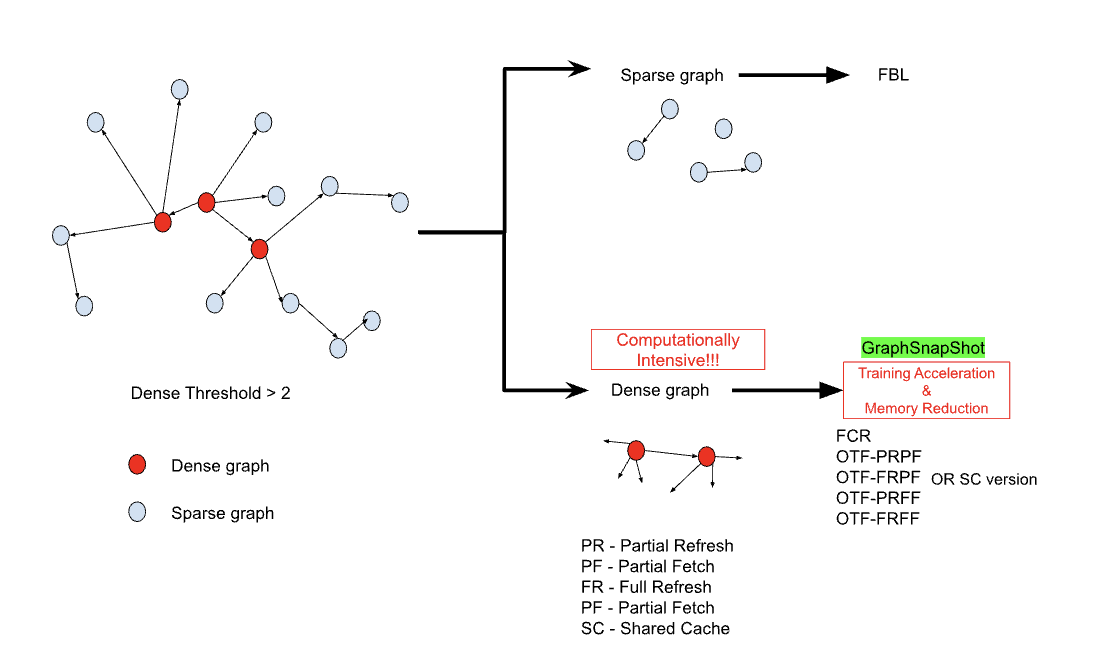 Sparse graph
FBL
Computationally
Intensive!!!
Dense graph
GraphSnapShot
Training Acceleration
&
Memory Reduction
FCR
OTF-PRPF
OTF-FRPF OR SC version
OTF-PRFF
OTF-FRFF
Dense Threshold > 2
Dense graph
Sparse graph
PR - Partial Refresh
PF - Partial Fetch
FR - Full Refresh
PF - Partial Fetch
SC - Shared Cache